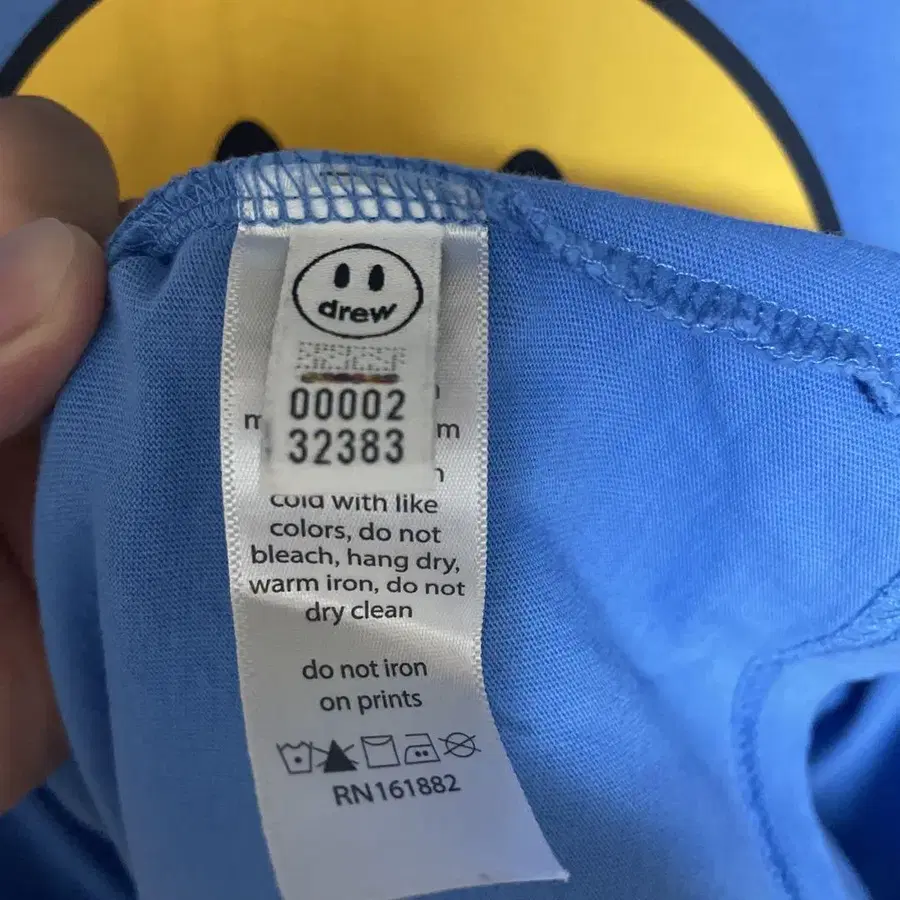 drew
00002
32383
cold with like
colors, do not
bleach, hang dry,
warm iron, do not
dry clean
do not iron
on prints
RN161882